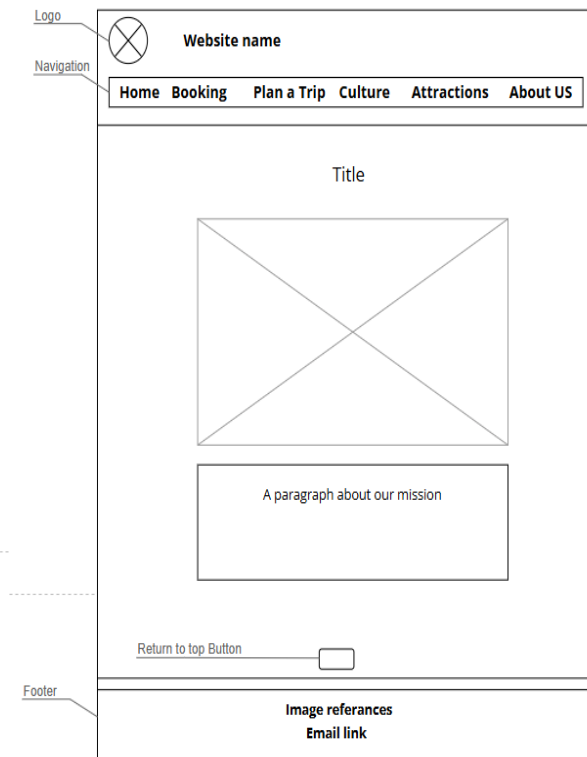 Logo
Website name
Navigation
Home Booking Plan a Trip Culture Attractions About US
Title
A paragraph about our mission
Return to top Button
Footer
Image referances
Email link